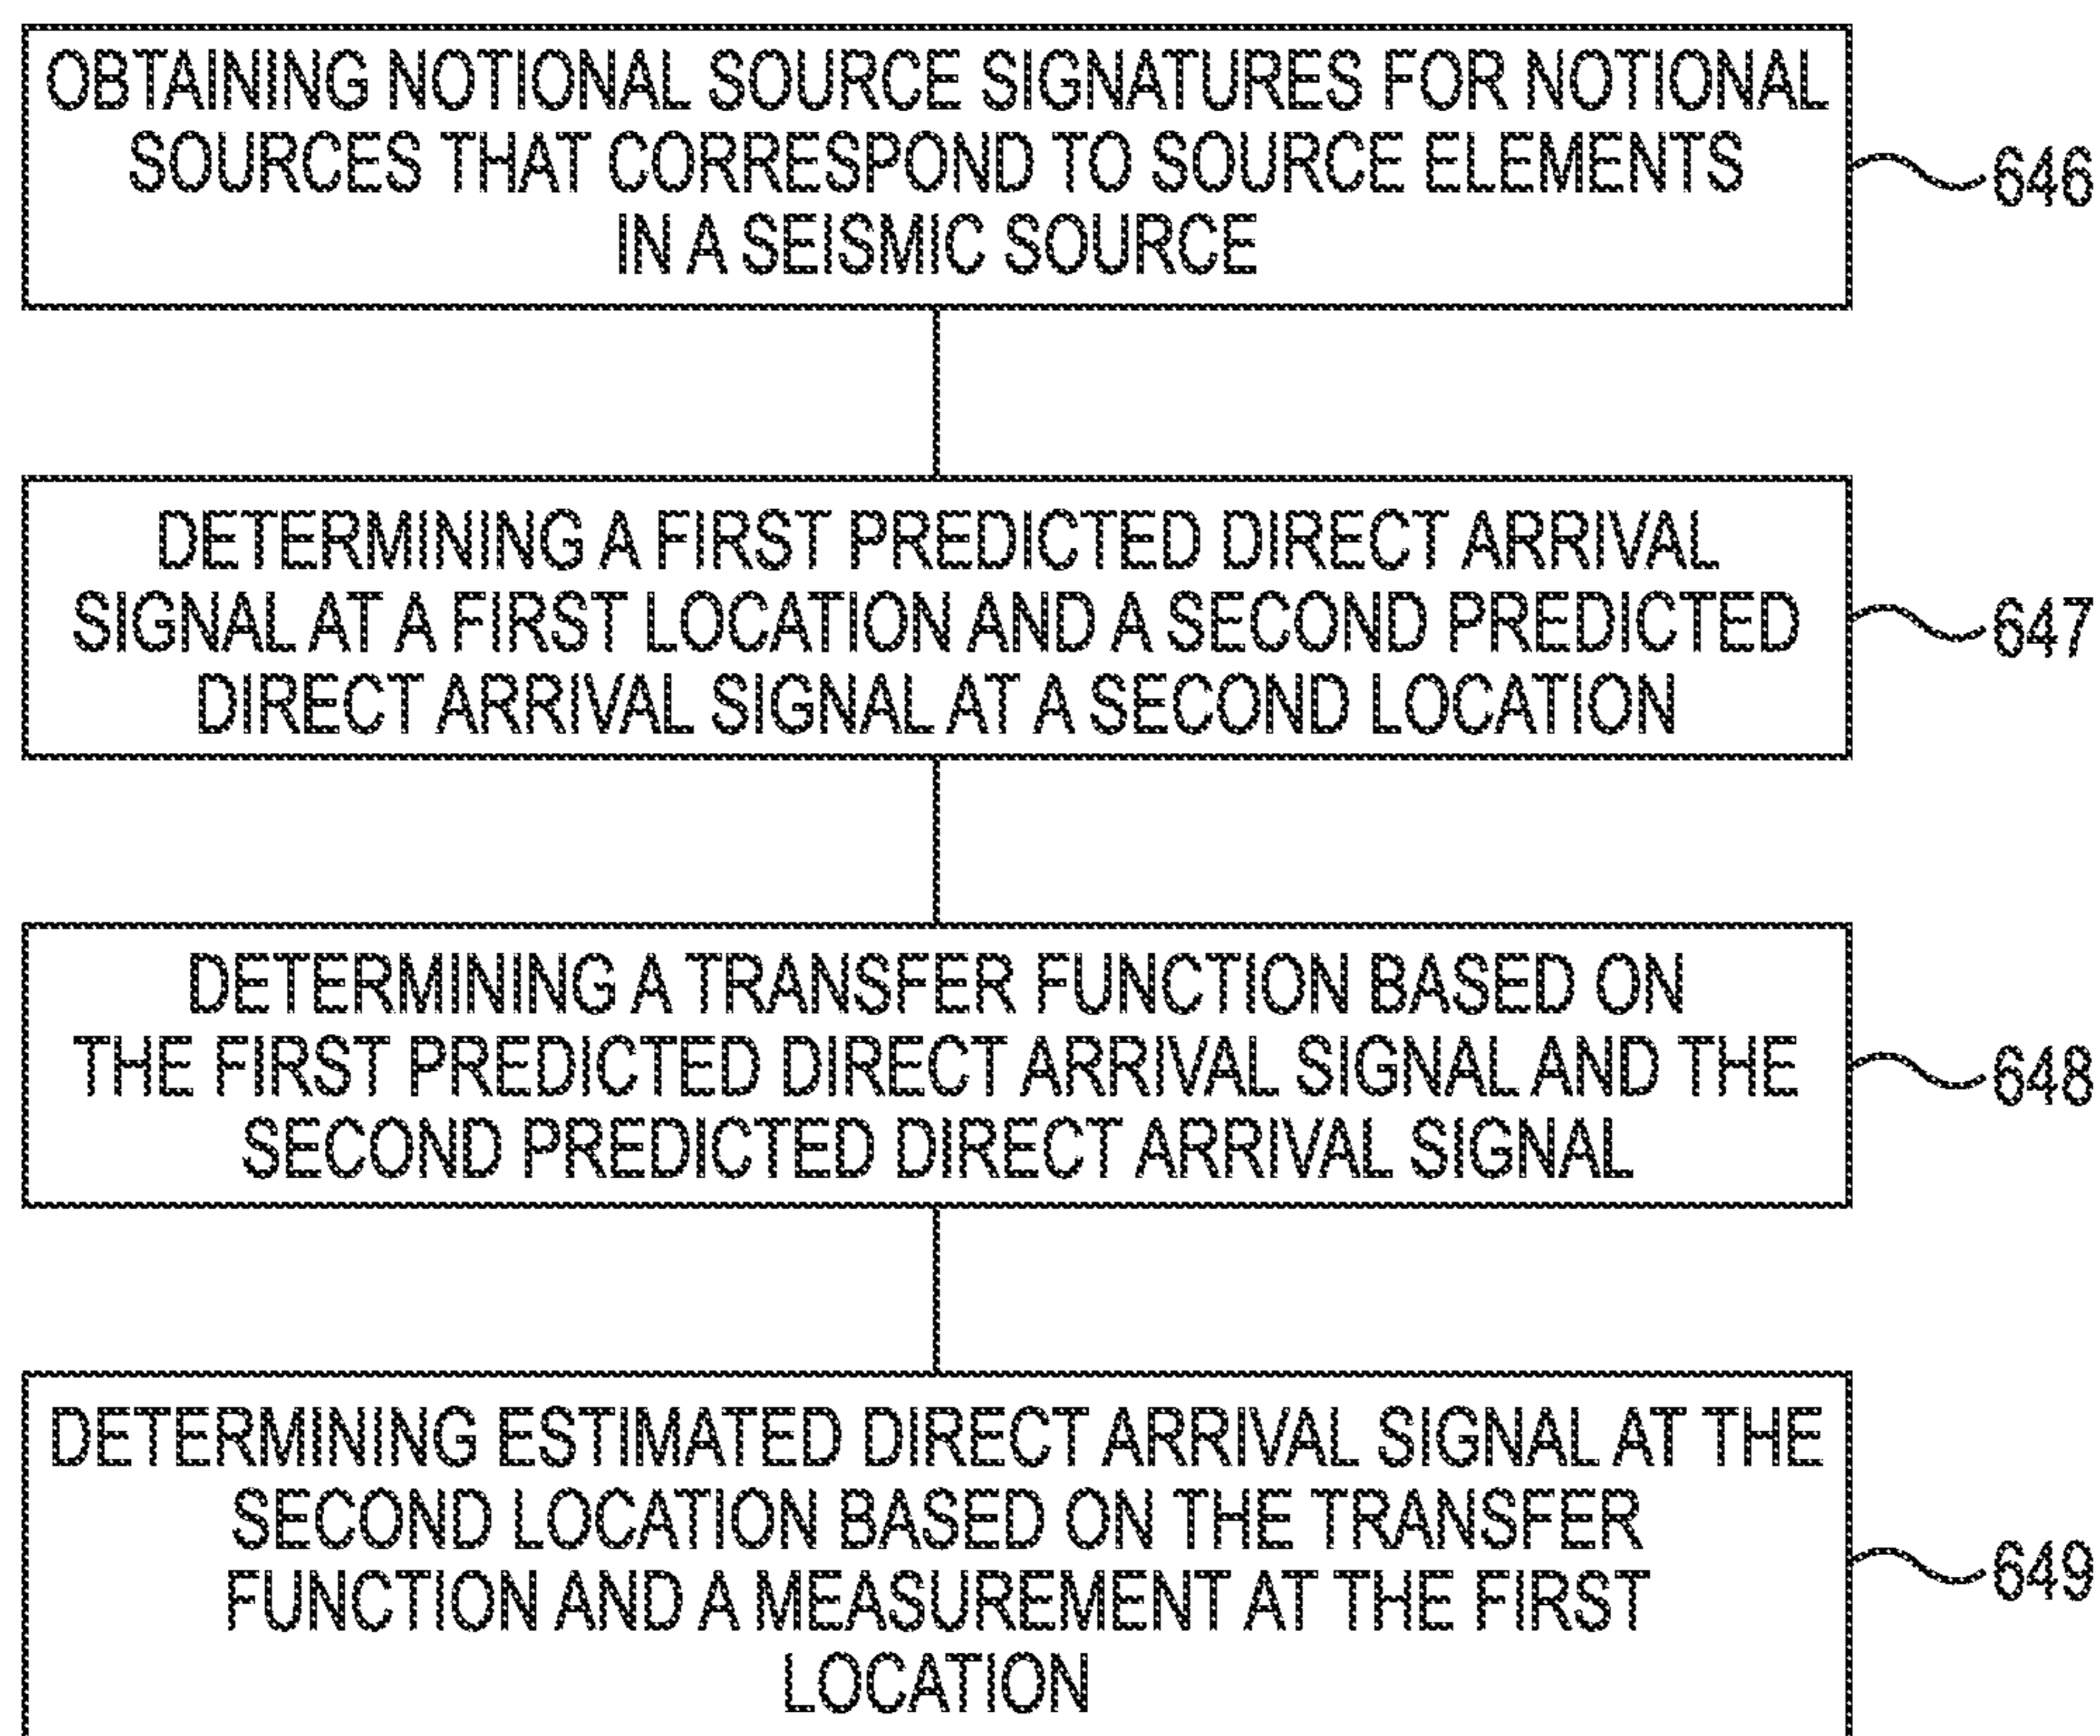 OBTAINING NOTIONAL SOURCE SIGNATURES FOR NOTIONAL
SOURCES THAT CORRESPOND TO SOURCE ELEMENTS
IN A SEISMIC SOURCE
646
DETERMINING A FIRST PREDICTED DIRECT ARRIVAL
SIGNAL AT A FIRST LOCATION AND A SECOND PREDICTED
DIRECT ARRIVAL SIGNAL AT A SECOND LOCATION
647
DETERMINING A TRANSFER FUNCTION BASED ON
THE FIRST PREDICTED DIRECT ARRIVAL SIGNAL AND THE
SECOND PREDICTED DIRECT ARRIVAL SIGNAL
648
DETERMINING ESTIMATED DIRECT ARRIVAL SIGNAL AT THE
SECOND LOCATION BASED ON THE TRANSFER
FUNCTION AND A MEASUREMENT AT THE FIRST
LOCATION
649